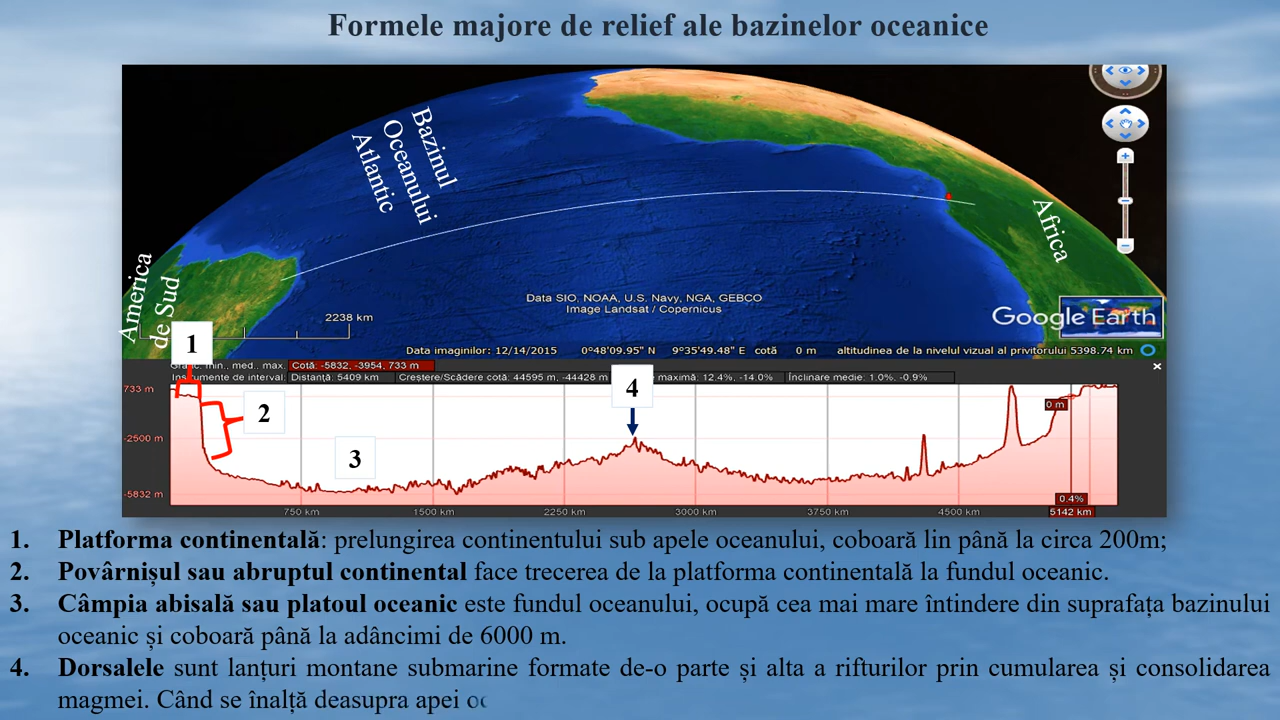 Formele majore de relief ale bazinelor oceanice
Bazinul
Oceanului
Atlantic
America
de Sud
Africa
Data SIO, NOAA, U.S. Navy, NGA, GEBCO
Image Landsat / Copernicus
Google Earth
2238 km
Data imaginilor: 12/14/2015 0°48'09.95" N 9°35'49.48" E cotă 0 m altitudinea de la nivelul vizual al privitorului 5398.74 km
min., med., max. Cotă: -5832, -3954, 733 m
Instrumente de interval: Distanță: 5409 km Creștere/Scădere cotă: 44595 m, -44428 m maximă: 12.4%, -14.0% Înclinare medie: 1.0%, -0.9%
1
2
3
4
733 m
-2500 m
-5832 m
0 m
0.4%
750 km 1500 km 2250 km 3000 km 3750 km 4500 km 5142 km
1. Platforma continentală: prelungirea continentului sub apele oceanului, coboară lin până la circa 200m;
2. Povârnișul sau abruptul continental face trecerea de la platforma continentală la fundul oceanic.
3. Câmpia abisală sau platoul oceanic este fundul oceanului, ocupă cea mai mare întindere din suprafața bazinului
oceanic și coboară până la adâncimi de 6000 m.
4. Dorsalele sunt lanțuri montane submarine formate de-o parte și alta a rifturilor prin cumularea și consolidarea
magmei. Când se înalță deasupra apei